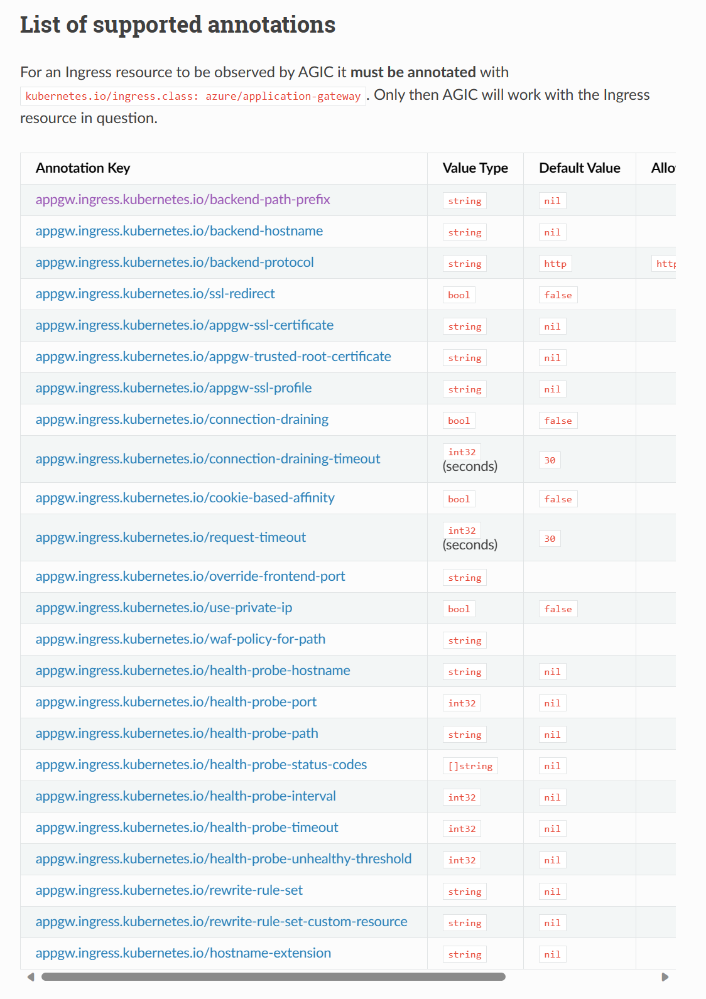 List of supported annotations
For an Ingress resource to be observed by AGIC it must be annotated with
kubernetes.io/ingress.class: azure/application-gateway . Only then AGIC will work with the Ingress
resource in question.
Annotation Key Value Type Default Value Allo
appgw.ingress.kubernetes.io/backend-path-prefix string nil
appgw.ingress.kubernetes.io/backend-hostname string nil
appgw.ingress.kubernetes.io/backend-protocol string http http
appgw.ingress.kubernetes.io/ssl-redirect bool false
appgw.ingress.kubernetes.io/appgw-ssl-certificate string nil
appgw.ingress.kubernetes.io/appgw-trusted-root-certificate string nil
appgw.ingress.kubernetes.io/appgw-ssl-profile string nil
appgw.ingress.kubernetes.io/connection-draining bool false
appgw.ingress.kubernetes.io/connection-draining-timeout int32 (seconds) 30
appgw.ingress.kubernetes.io/cookie-based-affinity bool false
appgw.ingress.kubernetes.io/request-timeout int32 (seconds) 30
appgw.ingress.kubernetes.io/override-frontend-port string
appgw.ingress.kubernetes.io/use-private-ip bool false
appgw.ingress.kubernetes.io/waf-policy-for-path string
appgw.ingress.kubernetes.io/health-probe-hostname string nil
appgw.ingress.kubernetes.io/health-probe-port int32 nil
appgw.ingress.kubernetes.io/health-probe-path string nil
appgw.ingress.kubernetes.io/health-probe-status-codes []string nil
appgw.ingress.kubernetes.io/health-probe-interval int32 nil
appgw.ingress.kubernetes.io/health-probe-timeout int32 nil
appgw.ingress.kubernetes.io/health-probe-unhealthy-threshold int32 nil
appgw.ingress.kubernetes.io/rewrite-rule-set string nil
appgw.ingress.kubernetes.io/rewrite-rule-set-custom-resource string nil
appgw.ingress.kubernetes.io/hostname-extension string nil